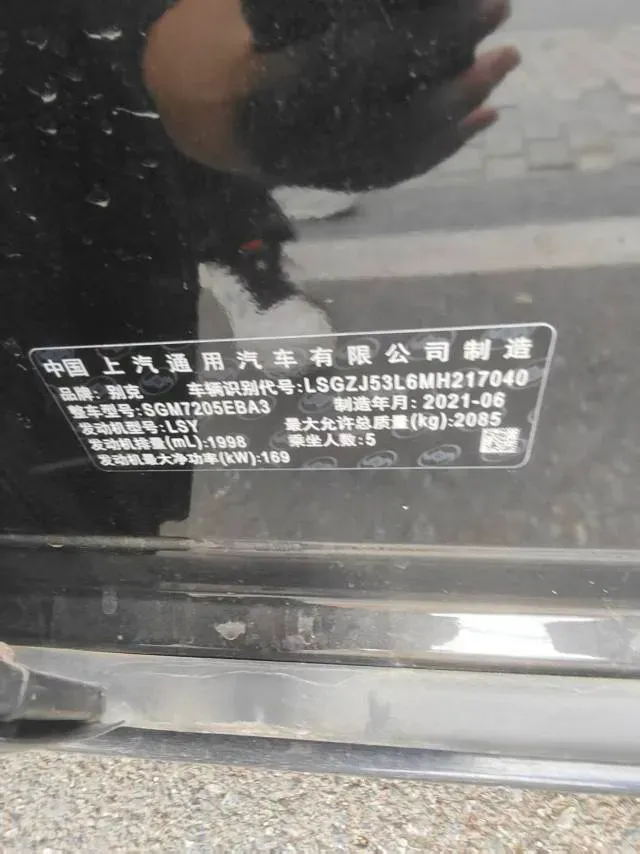 中国 上汽通用汽车有限公司制造
品牌: 别克 车辆识别代号:LSGZJ53L6MH217040
整车型号:SGM7205EBA3 制造年月:2021-06
发动机型号:LSY 最大允许总质量(kg):2085
发动机排量(mL):1998 乘坐人数:5
发动机最大净功率(kW):169